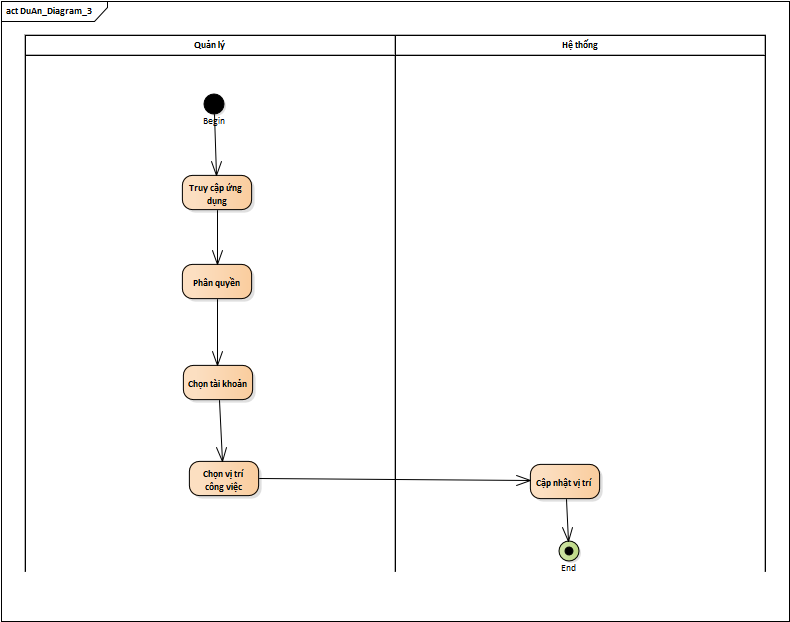 act DuAn_Diagram_3
Quản lý
Hệ thống
Begin
Truy cập ứng
dụng
Phân quyền
Chọn tài khoản
Chọn vị trí
công việc
Cập nhật vị trí
End